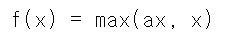 f(x) = max(ax, x)